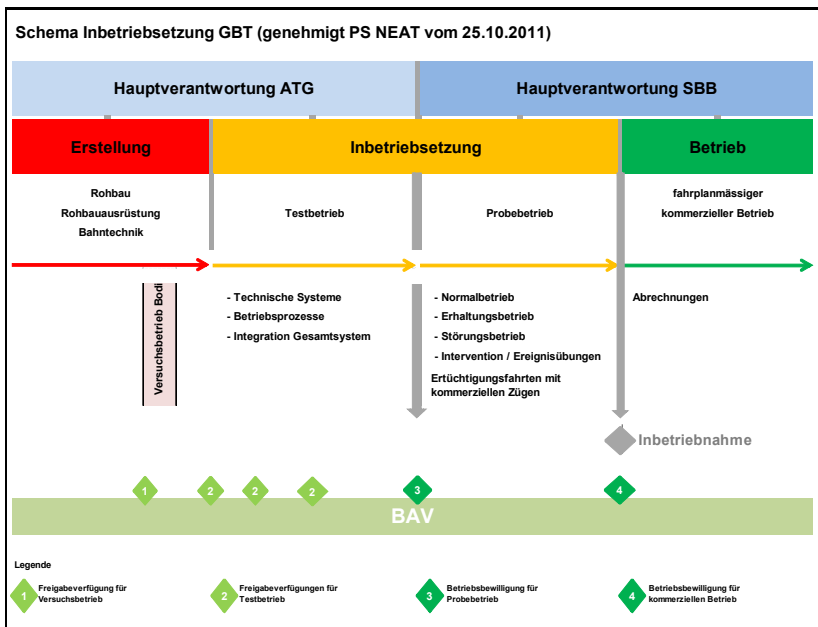 Schema Inbetriebsetzung GBT (genehmigt PS NEAT vom 25.10.2011)
Hauptverantwortung ATG
Hauptverantwortung SBB
Erstellung
Inbetriebsetzung
Betrieb
Rohbau
Rohbauausrüstung
Bahntechnik
Testbetrieb
Probebetrieb
fahrplanmässiger
kommerzieller Betrieb
Versuchsbetrieb Bodi
- Technische Systeme
- Betriebsprozesse
- Integration Gesamtsystem
- Normalbetrieb
- Erhaltungsbetrieb
- Störungsbetrieb
- Intervention / Ereignisübungen
Ertüchtigungsfahrten mit
kommerziellen Zügen
Abrechnungen
Inbetriebnahme
1
2
2
2
3
4
BAV
Legende
1
Freigabeverfügung für
Versuchsbetrieb
2
Freigabeverfügungen für
Testbetrieb
3
Betriebsbewilligung für
Probebetrieb
4
Betriebsbewilligung für
kommerziellen Betrieb